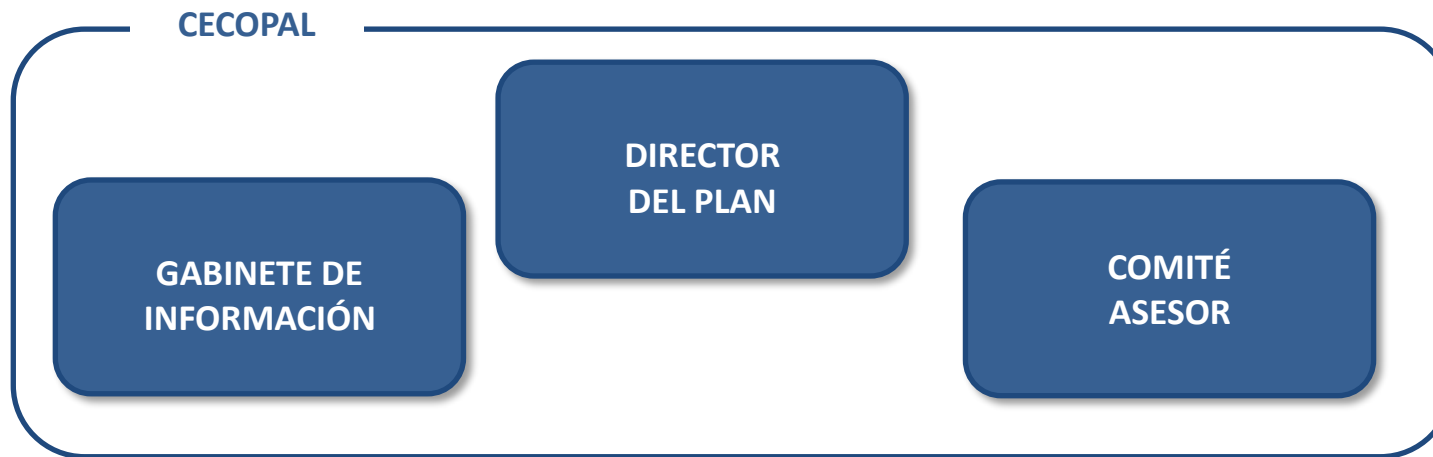 CECOPAL
DIRECTOR
DEL PLAN
GABINETE DE
INFORMACIÓN
COMITÉ
ASESOR